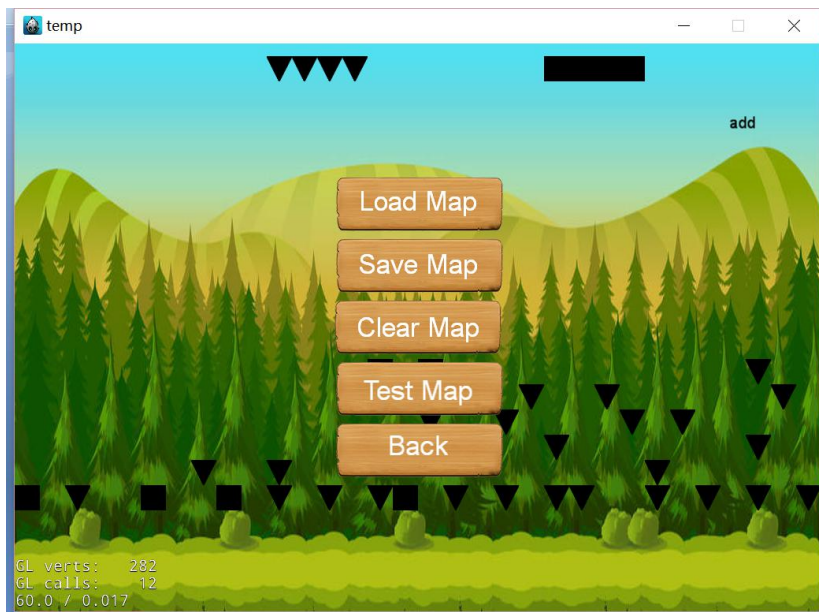 temp
add
Load Map
Save Map
Clear Map
Test Map
Back
GL verts: 282
GL calls: 12
60.0 / 0.017